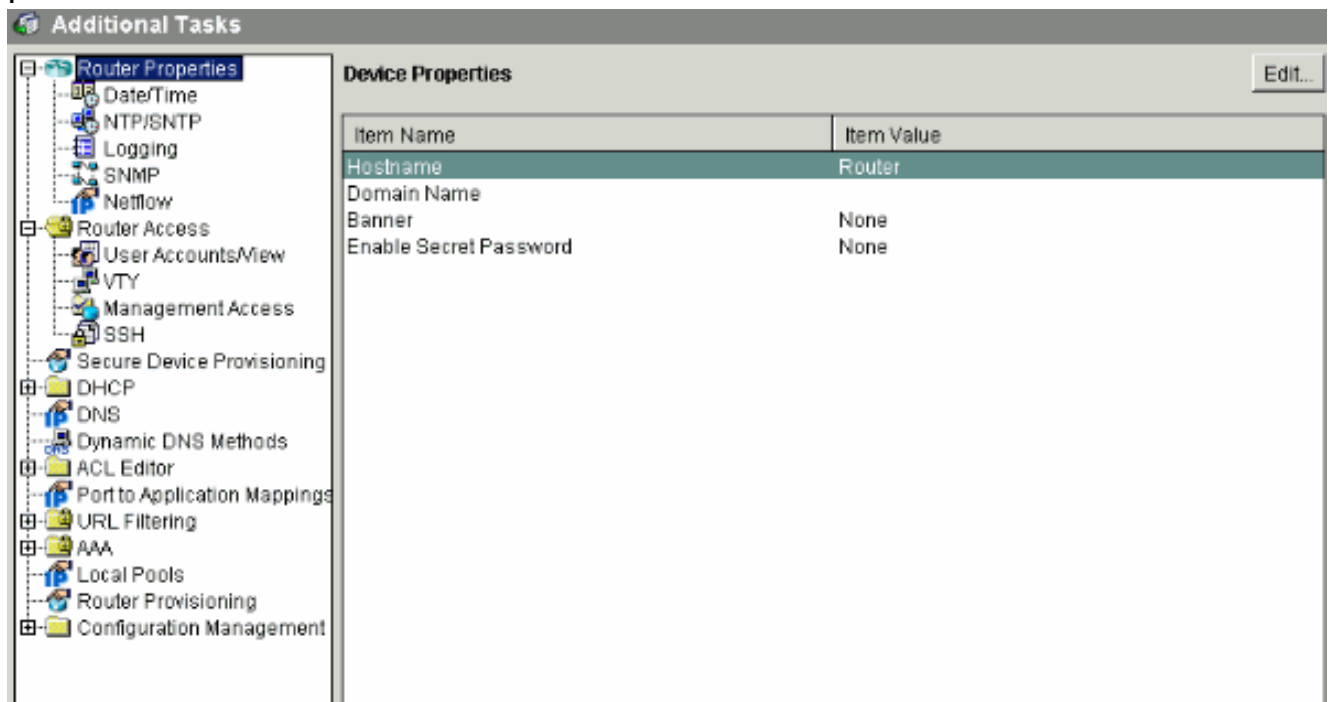 Additional Tasks
Router Properties
Date/Time
NTP/SNTP
Logging
SNMP
Netflow
Router Access
User Accounts/View
VTY
Management Access
SSH
Secure Device Provisioning
DHCP
DNS
Dynamic DNS Methods
ACL Editor
Port to Application Mappings
URL Filtering
AAA
Local Pools
Router Provisioning
Configuration Management
Device Properties
Edit...
Item Name Item Value
Hostname Router
Domain Name
Banner None
Enable Secret Password None